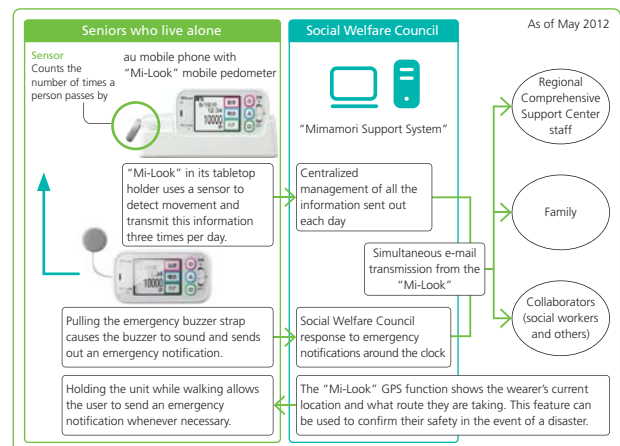 As of May 2012
Seniors who live alone
Social Welfare Council
Sensor
Counts the
number of times a
person passes by
au mobile phone with
"Mi-Look" mobile pedometer
10000
"Mimamori Support System"
Regional
Comprehensive
Support Center
staff
"Mi-Look" in its tabletop
holder uses a sensor to
detect movement and
transmit this information
three times per day.
Centralized
management of all the
information sent out
each day
Family
Simultaneous e-mail
transmission from the
"Mi-Look"
10000
Collaborators
(social workers
and others)
Pulling the emergency buzzer strap
causes the buzzer to sound and sends
out an emergency notification.
Social Welfare Council
response to emergency
notifications around the clock
Holding the unit while walking allows
the user to send an emergency
notification whenever necessary.
The "Mi-Look" GPS function shows the wearer's current
location and what route they are taking. This feature can
be used to confirm their safety in the event of a disaster.